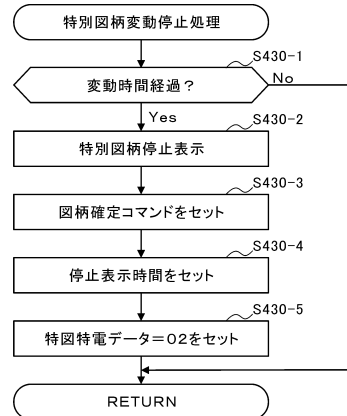 特別図柄変動停止処理
S430-1
変動時間経過？
No
Yes
S430-2
特別図柄停止表示
S430-3
図柄確定コマンドをセット
S430-4
停止表示時間をセット
S430-5
特図特電データ＝02をセット
RETURN